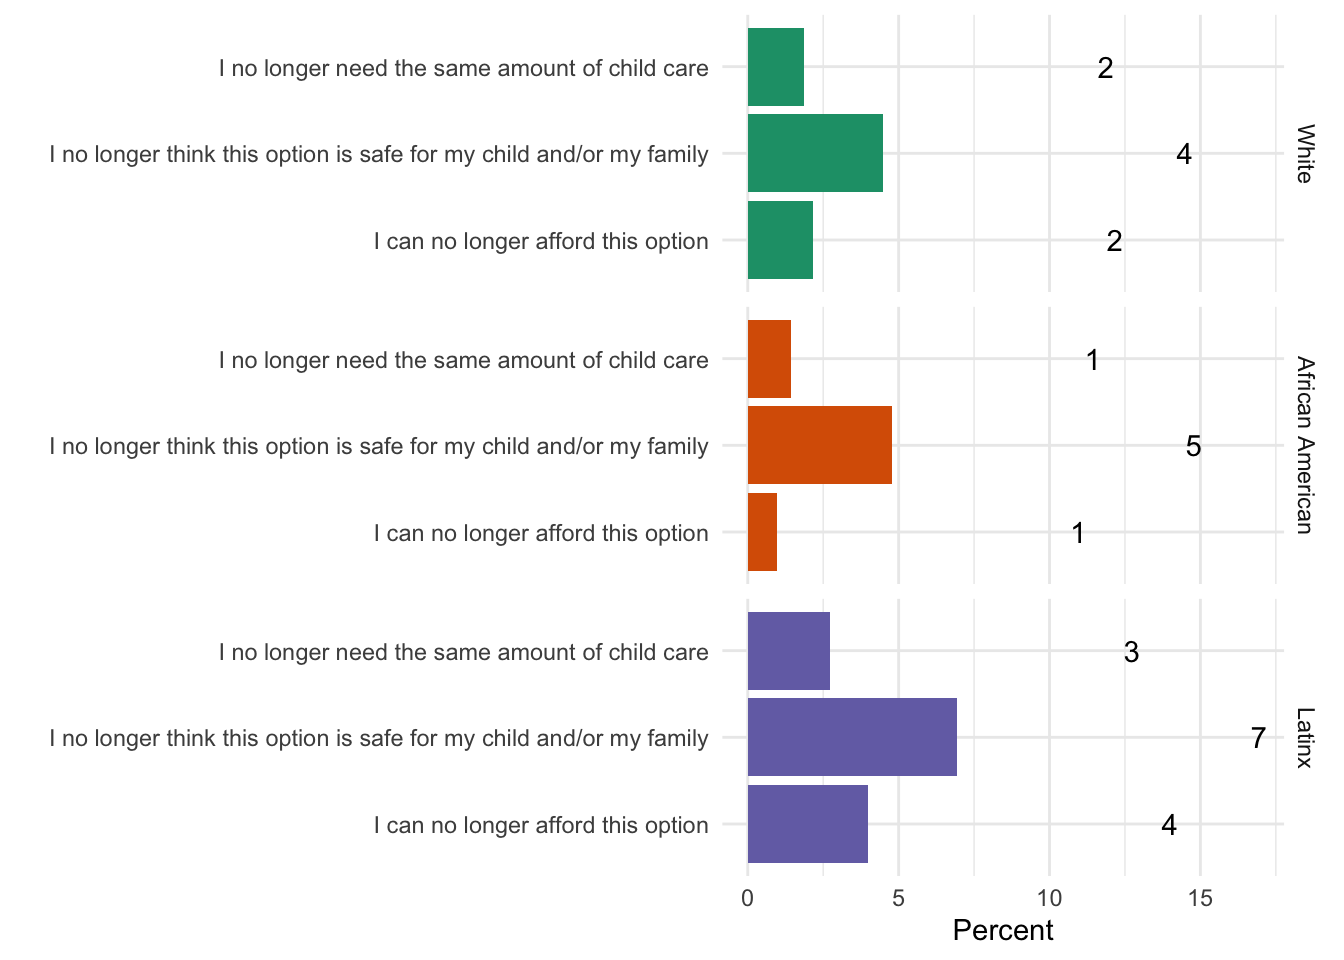 I no longer need the same amount of child care 2
I no longer think this option is safe for my child and/or my family 4
I can no longer afford this option 2
White
I no longer need the same amount of child care 1
I no longer think this option is safe for my child and/or my family 5
I can no longer afford this option 1
African American
I no longer need the same amount of child care 3
I no longer think this option is safe for my child and/or my family 7
I can no longer afford this option 4
Latinx
0 5 10 15
Percent